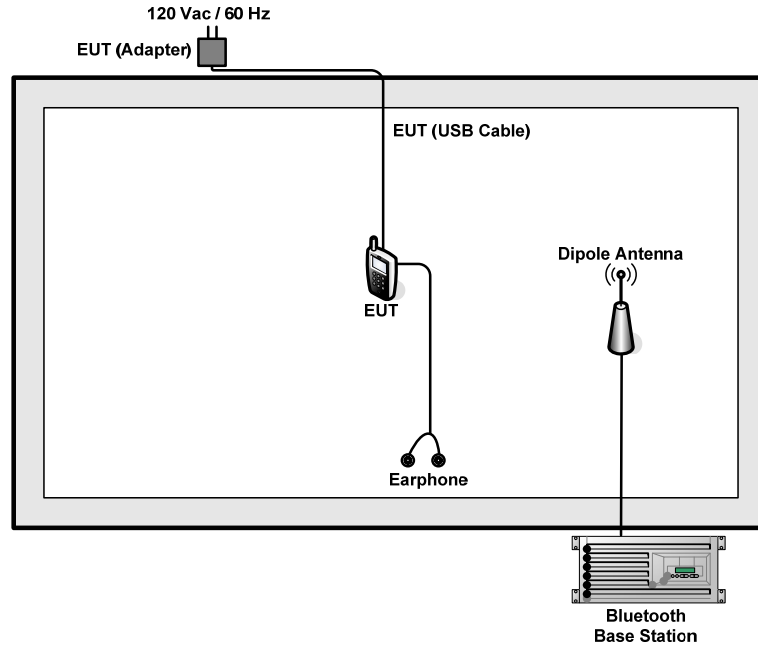 120 Vac / 60 Hz
EUT (Adapter)
EUT (USB Cable)
Dipole Antenna
EUT
Earphone
Bluetooth
Base Station